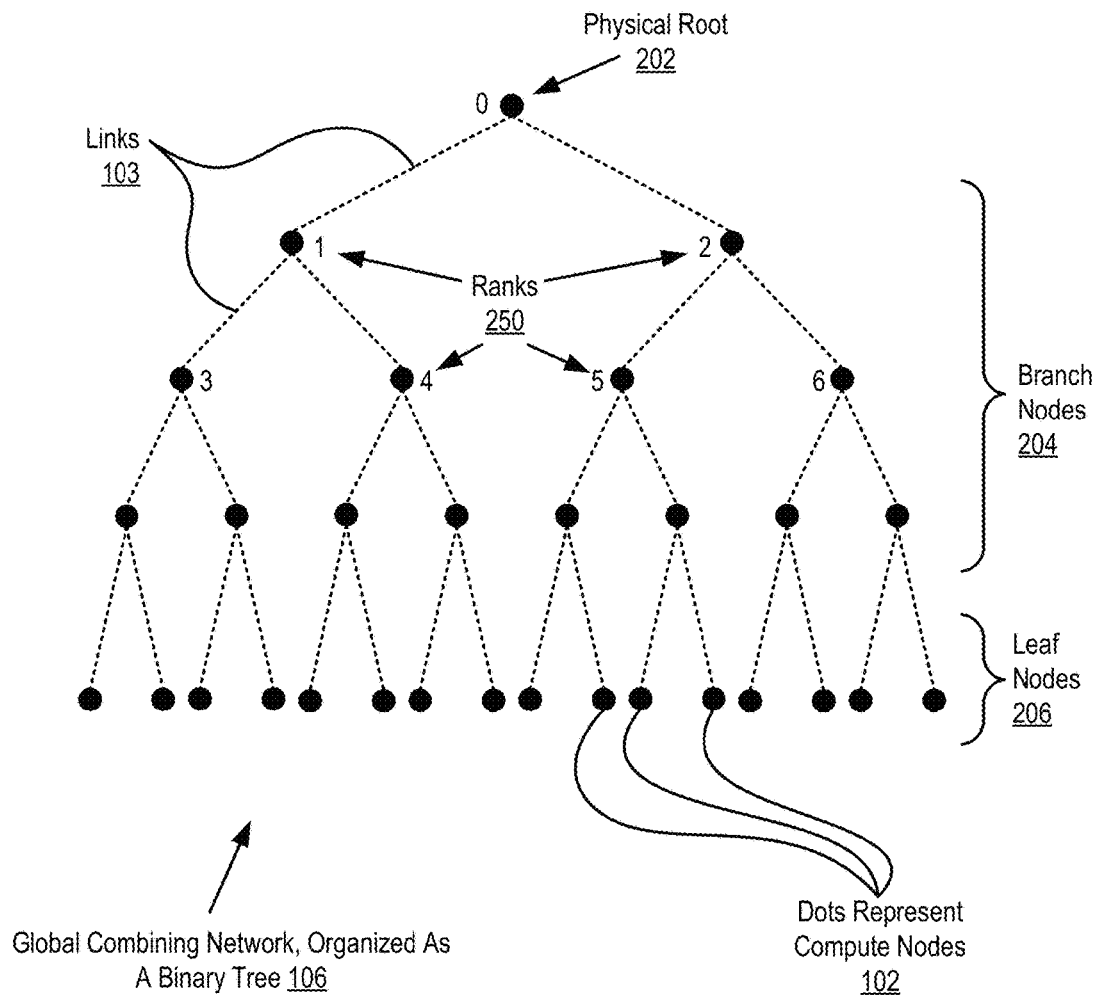 Physical Root
202
0
Links
103
1
2
Ranks
250
3
4
5
6
Branch
Nodes
204
Leaf
Nodes
206
Global Combining Network, Organized As
A Binary Tree 106
Dots Represent
Compute Nodes
102